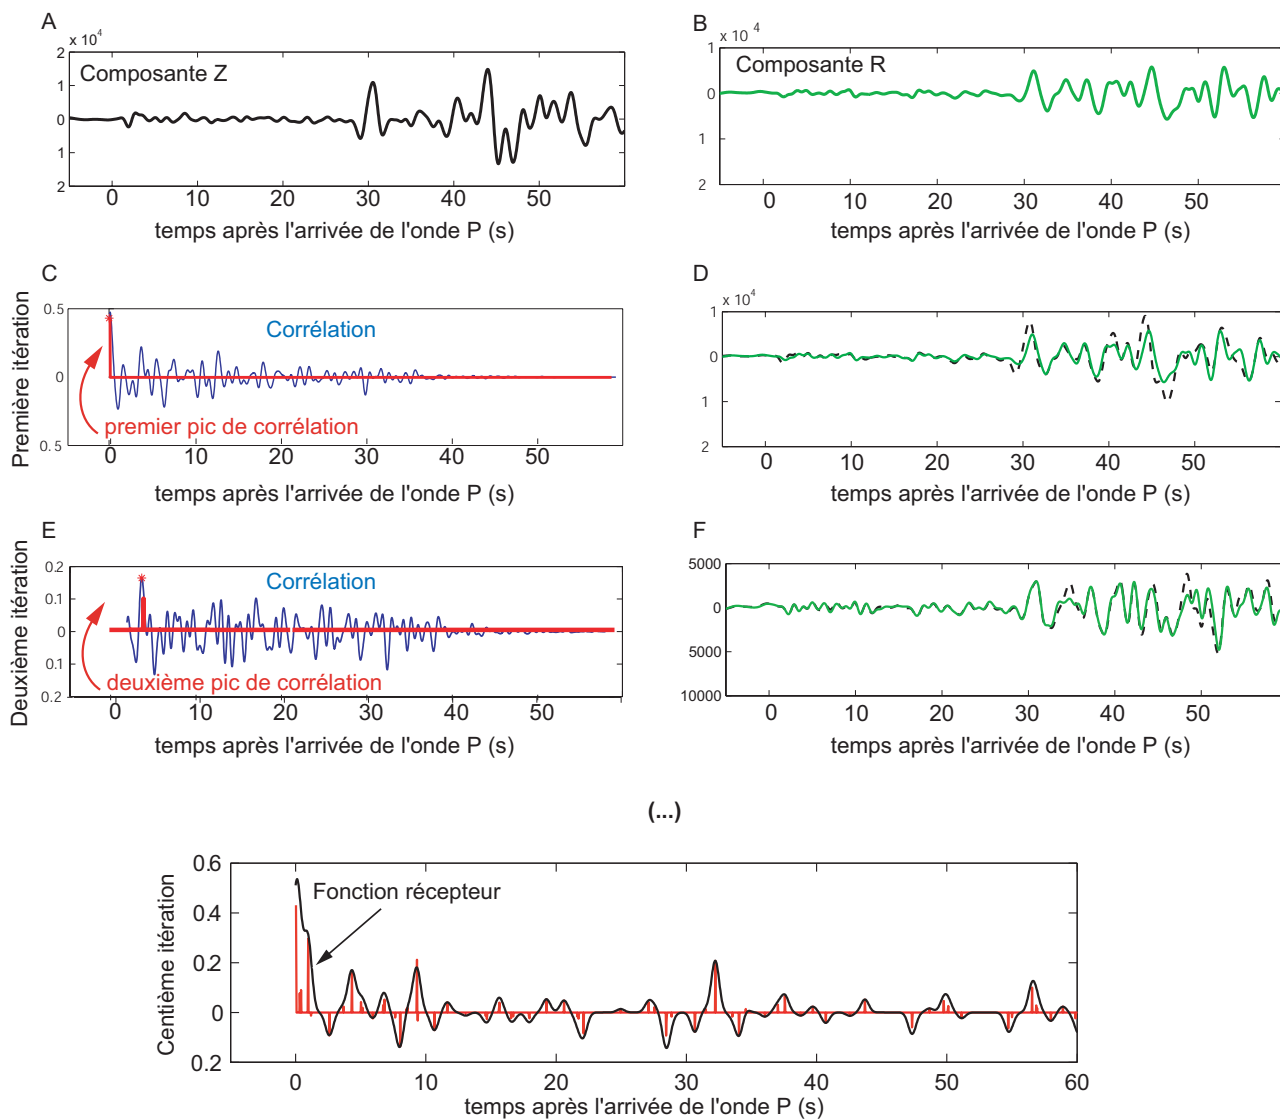 A
x 10⁴
2
1
0
1
2
Composante Z
0 10 20 30 40 50
temps après l'arrivée de l'onde P (s)
B
x 10⁴
1
0
1
2
Composante R
0 10 20 30 40 50
temps après l'arrivée de l'onde P (s)
C
Première itération
0.5
0
0.5
Corrélation
premier pic de corrélation
0 10 20 30 40 50
temps après l'arrivée de l'onde P (s)
D
x 10⁴
1
0
1
2
0 10 20 30 40 50
temps après l'arrivée de l'onde P (s)
E
Deuxième itération
0.2
0.1
0
0.1
0.2
Corrélation
deuxième pic de corrélation
0 10 20 30 40 50
temps après l'arrivée de l'onde P (s)
F
5000
0
5000
10000
0 10 20 30 40 50
temps après l'arrivée de l'onde P (s)
(...)
Centième itération
0.6
0.4
0.2
0
0.2
Fonction récepteur
0 10 20 30 40 50 60
temps après l'arrivée de l'onde P (s)